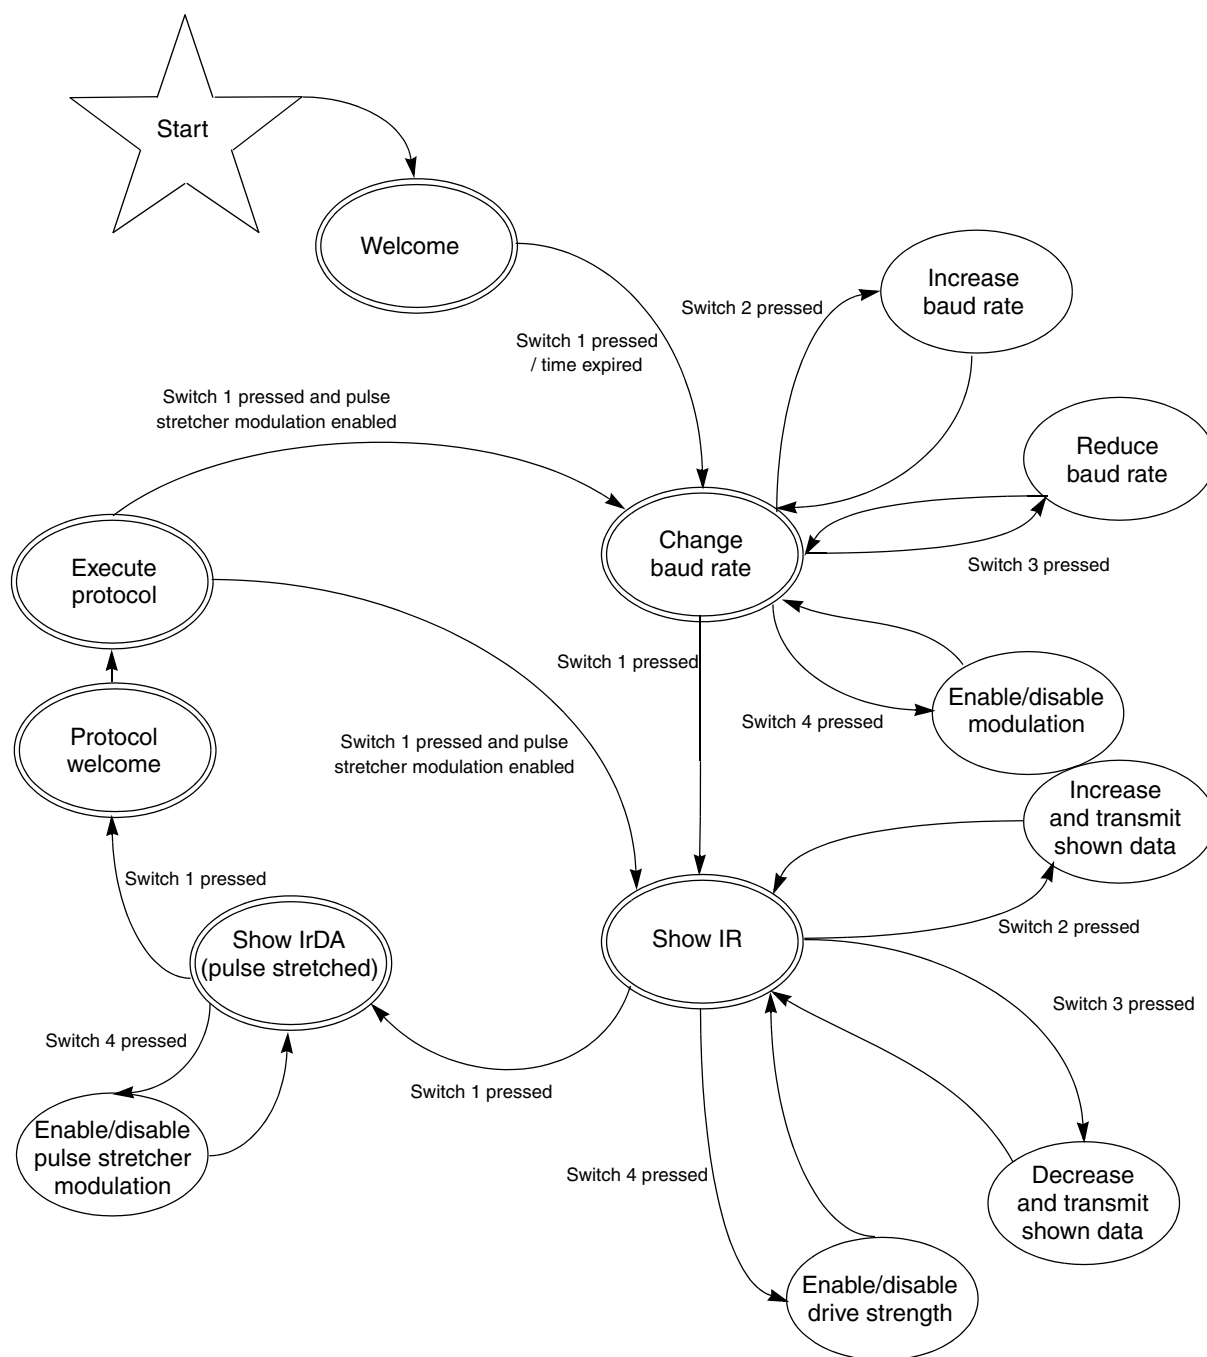 Start
Welcome
Increase
baud rate
Switch 2 pressed
Switch 1 pressed
/ time expired
Switch 1 pressed and pulse
stretcher modulation enabled
Reduce
baud rate
Change
baud rate
Switch 3 pressed
Execute
protocol
Switch 1 pressed
Enable/disable
modulation
Switch 4 pressed
Protocol
welcome
Switch 1 pressed and pulse
stretcher modulation enabled
Increase
and transmit
shown data
Switch 1 pressed
Switch 2 pressed
Show IrDA
(pulse stretched)
Show IR
Switch 3 pressed
Switch 4 pressed
Switch 1 pressed
Enable/disable
pulse stretcher
modulation
Switch 4 pressed
Decrease
and transmit
shown data
Enable/disable
drive strength